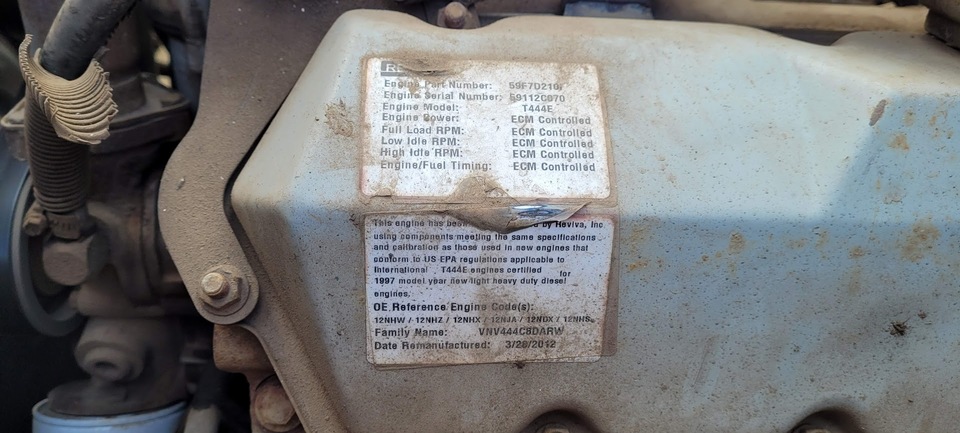 RE
Engine Part Number: 59F7D210
Engine Serial Number: 59112C070
Engine Model: T444E
Engine Power: ECM Controlled
Full Load RPM: ECM Controlled
Low Idle RPM: ECM Controlled
High Idle RPM: ECM Controlled
Engine/Fuel Timing: ECM Controlled
This engine has been by Reviva, Inc
using components meeting the same specifications
and calibration as those used in new engines that
conform to US EPA regulations applicable to
International T444E engines certified for
1997 model year new light heavy duty diesel
engines.
OE Reference Engine Code(s):
12NHW / 12NHZ / 12NHX / 12NJA / 12NDX / 12NHS
Family Name: VNV444C8DARW
Date Remanufactured: 3/28/2012